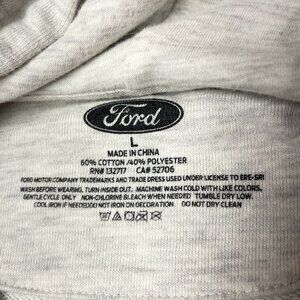 Ford
L
MADE IN CHINA
60% COTTON /40% POLYESTER
RN# 132717 CA# 52706
FORD MOTOR COMPANY TRADEMARKS AND TRADE DRESS USED UNDER LICENSE TO ERE-SRI
WASH BEFORE WEARING. TURN INSIDE OUT. MACHINE WASH COLD WITH LIKE COLORS.
GENTLE CYCLE ONLY NON-CHLORINE BLEACH WHEN NEEDED TUMBLE DRY LOW.
COOL IRON IF NEEDEDDO NOT IRON ON DECORATION. DO NOT DRY CLEAN